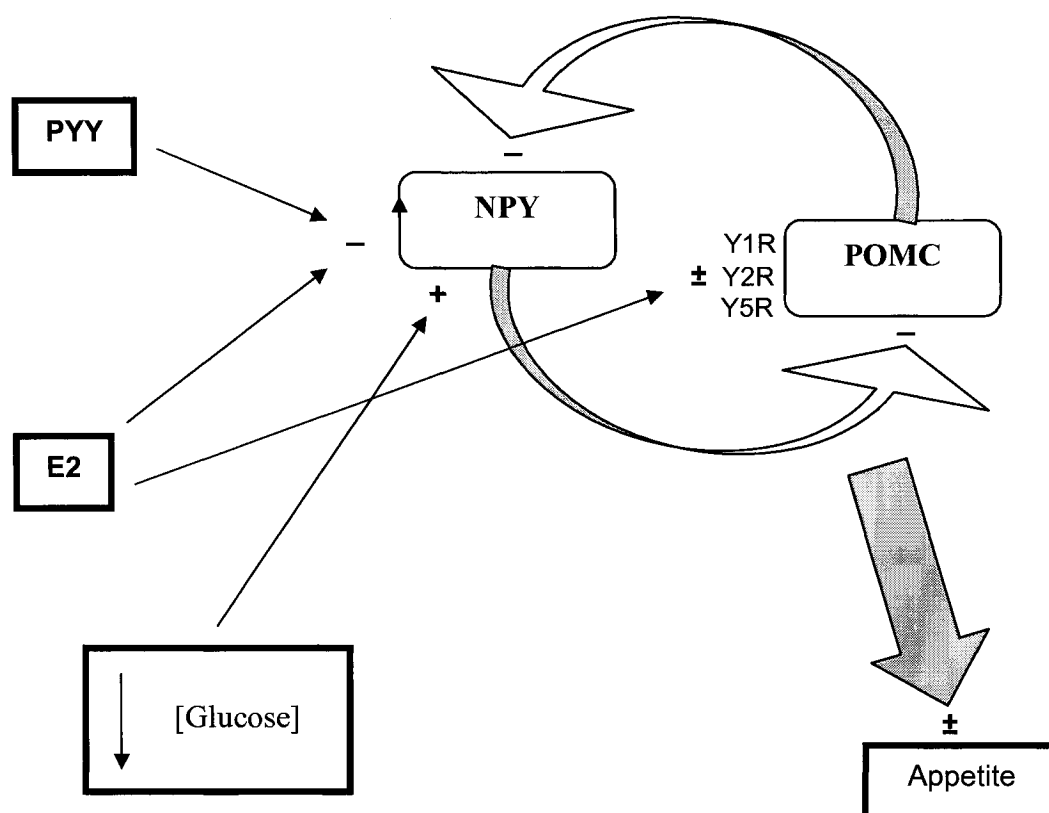 PYY
–
NPY
–
+
Y1R
± Y2R
Y5R
POMC
–
E2
[Glucose]
±
Appetite